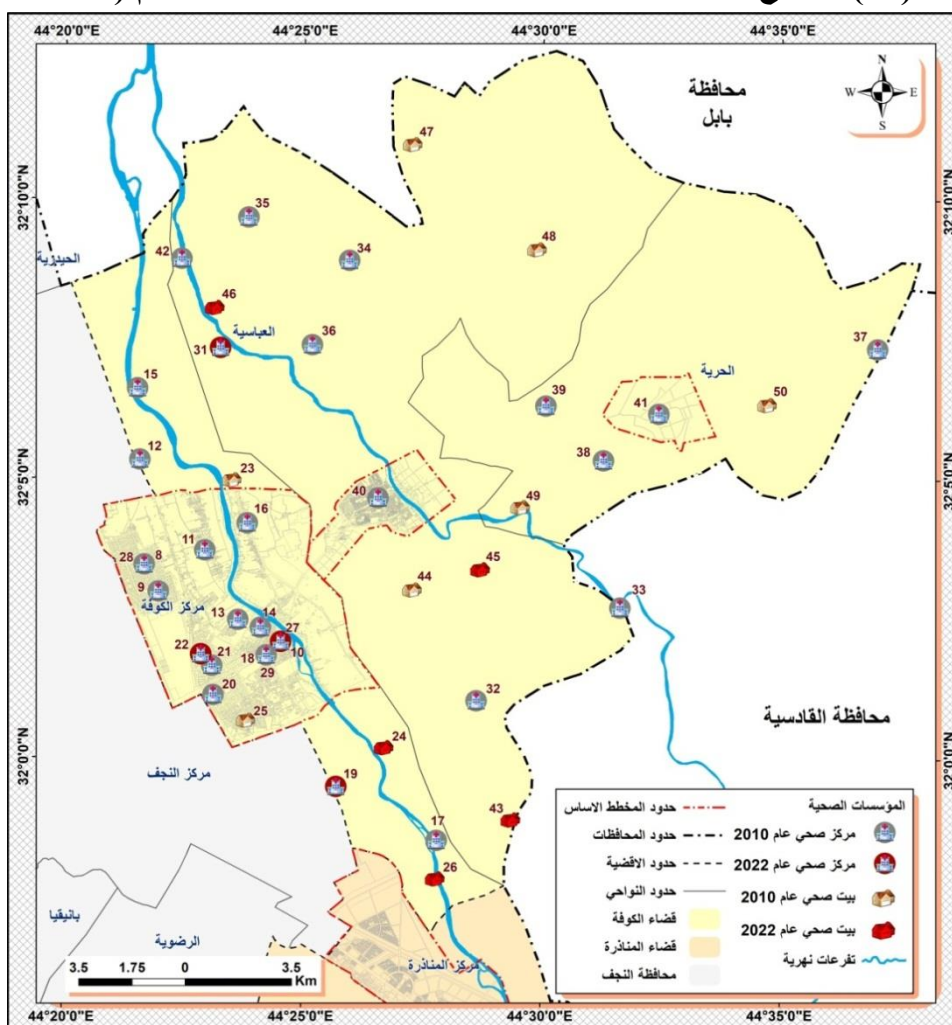 44°20'0"E 44°25'0"E 44°30'0"E 44°35'0"E
محافظة
بابل
N
W E
S
47
32°10'0"N
32°10'0"N
35
48
34
42
الحيدرية
46
العباسية
36
31
37
الحرية
39
15
41
50
12
38
32°5'0"N
32°5'0"N
23
40
49
16
11
45
28 8
44
9
مركز الكوفة
33
13 14
27
10
22
21
18
29
20
32
25
محافظة القادسية
24
32°0'0"N
32°0'0"N
مركز النجف
19
43
17
26
بانيقيا
الرضوية
مركز المناذرة
3.5 1.75 0 3.5
Km
المؤسسات الصحية
مركز صحي عام 2010
مركز صحي عام 2022
بيت صحي عام 2010
بيت صحي عام 2022
تفرعات نهرية
حدود المخطط الاساس
حدود المحافظات
حدود الاقضية
حدود النواحي
قضاء الكوفة
قضاء المناذرة
محافظة النجف
44°20'0"E 44°25'0"E 44°30'0"E 44°35'0"E